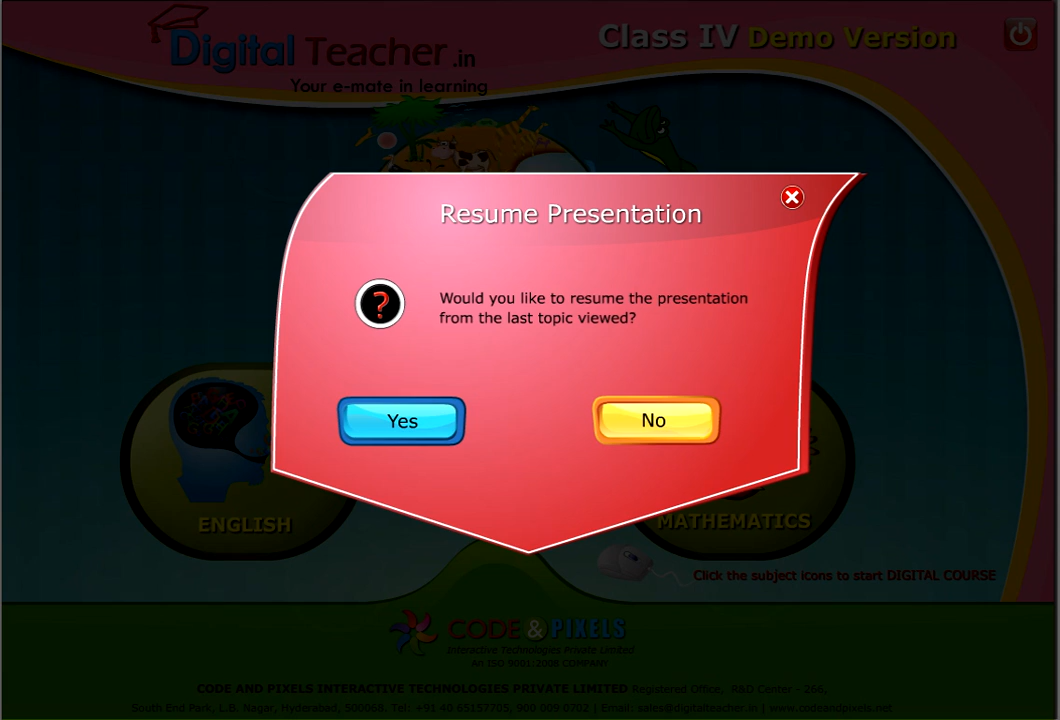 Digital Teacher.in
Your e-mate in learning
Class IV Demo Version
Resume Presentation
?
Would you like to resume the presentation
from the last topic viewed?
Yes
No
ENGLISH
MATHEMATICS
Click the subject icons to start DIGITAL COURSE
CODE & PIXELS
Interactive Technologies Private Limited
AN ISO 9001:2008 COMPANY
CODE AND PIXELS INTERACTIVE TECHNOLOGIES PRIVATE LIMITED Registered Office, R&D Center - 266,
South End Park, L.B. Nagar, Hyderabad, 500068. Tel: +91 40 65157705, 900 009 0702 | Email: sales@digitalteacher.in | www.codeandpixels.net